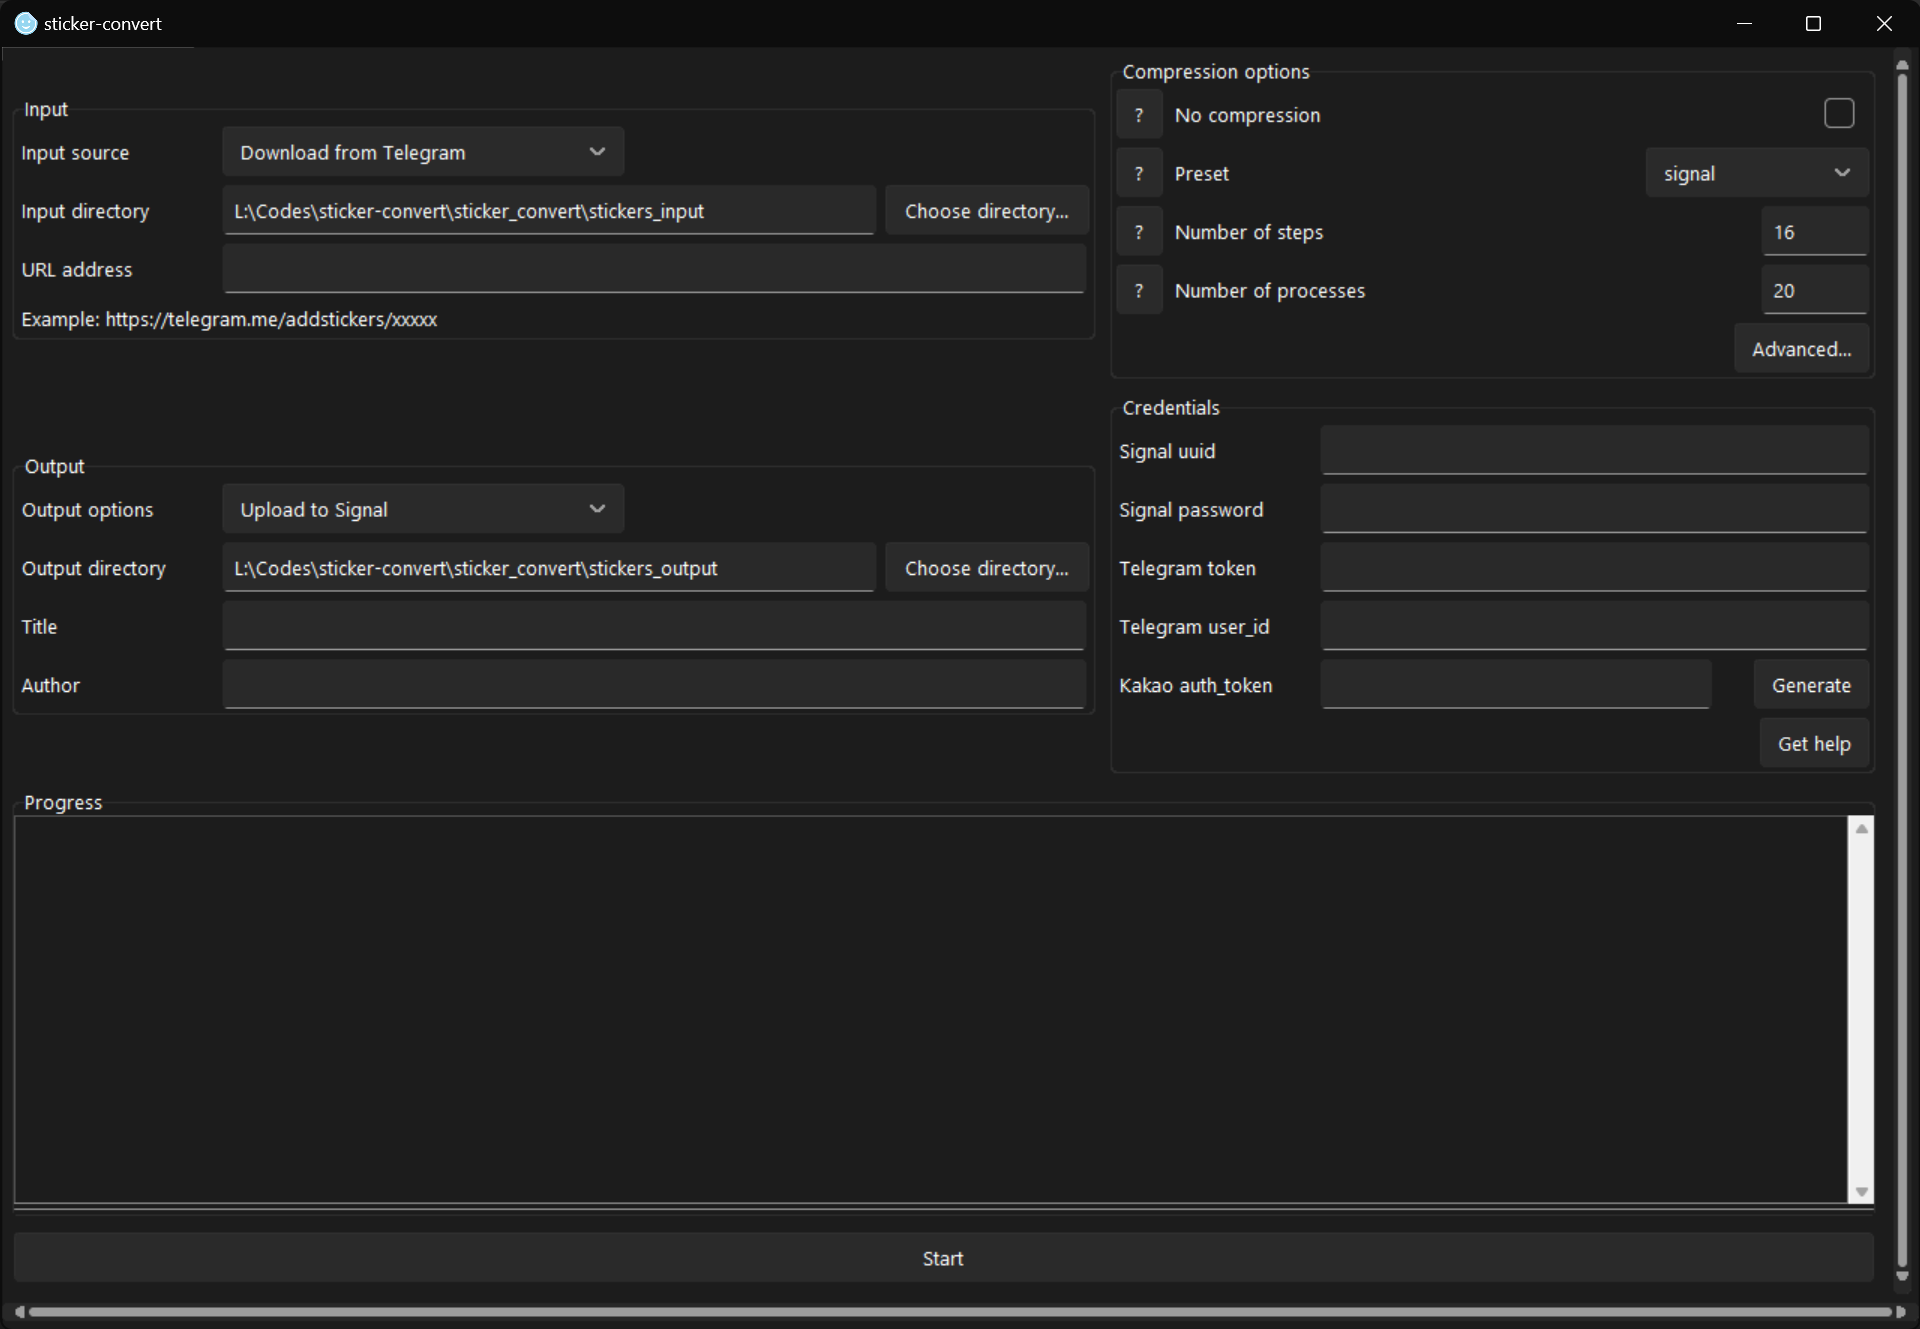 sticker-convert
Input
Input source
Download from Telegram
Input directory
L:\Codes\sticker-convert\sticker_convert\stickers_input
Choose directory...
URL address
Example: https://telegram.me/addstickers/xxxxx
Output
Output options
Upload to Signal
Output directory
L:\Codes\sticker-convert\sticker_convert\stickers_output
Choose directory...
Title
Author
Compression options
? No compression
? Preset
signal
? Number of steps
16
? Number of processes
20
Advanced...
Credentials
Signal uuid
Signal password
Telegram token
Telegram user_id
Kakao auth_token
Generate
Get help
Progress
Start